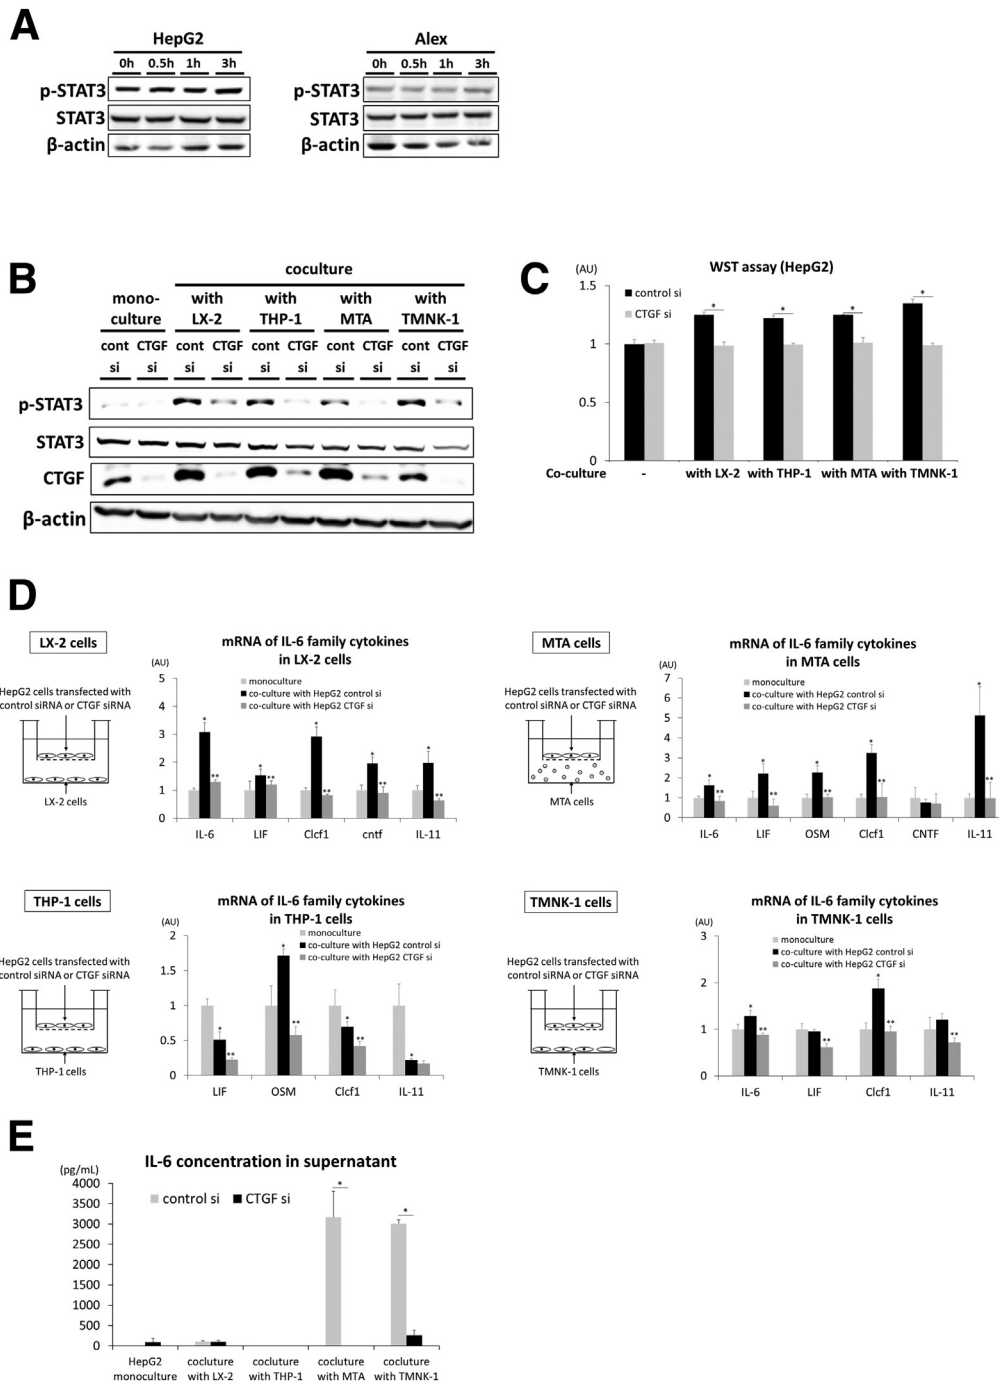 A
HepG2
0h 0.5h 1h 3h
p-STAT3
STAT3
β-actin
Alex
0h 0.5h 1h 3h
p-STAT3
STAT3
β-actin
B
coculture
mono-culture
with LX-2
with THP-1
with MTA
with TMNK-1
cont CTGF cont CTGF cont CTGF cont CTGF cont CTGF
si si si si si si si si si si
p-STAT3
STAT3
CTGF
β-actin
C
(AU)
WST assay (HepG2)
control si
CTGF si
1.5
1
0.5
0
* * * *
Co-culture - with LX-2 with THP-1 with MTA with TMNK-1
D
LX-2 cells
HepG2 cells transfected with
control siRNA or CTGF siRNA
LX-2 cells
mRNA of IL-6 family cytokines
in LX-2 cells
(AU)
monoculture
co-culture with HepG2 control si
co-culture with HepG2 CTGF si
5
4
3
2
1
0
* ** * ** * ** * ** * **
IL-6 LIF Clcf1 cntf IL-11
MTA cells
HepG2 cells transfected with
control siRNA or CTGF siRNA
MTA cells
mRNA of IL-6 family cytokines
in MTA cells
(AU)
monoculture
co-culture with HepG2 control si
co-culture with HepG2 CTGF si
7
6
5
4
3
2
1
0
* ** * ** * ** * ** * **
IL-6 LIF OSM Clcf1 CNTF IL-11
THP-1 cells
HepG2 cells transfected with
control siRNA or CTGF siRNA
THP-1 cells
mRNA of IL-6 family cytokines
in THP-1 cells
(AU)
monoculture
co-culture with HepG2 control si
co-culture with HepG2 CTGF si
2
1.5
1
0.5
0
* ** * ** * ** *
LIF OSM Clcf1 IL-11
TMNK-1 cells
HepG2 cells transfected with
control siRNA or CTGF siRNA
TMNK-1 cells
mRNA of IL-6 family cytokines
in TMNK-1 cells
(AU)
monoculture
co-culture with HepG2 control si
co-culture with HepG2 CTGF si
3
2
1
0
* ** ** * ** **
IL-6 LIF Clcf1 IL-11
E
IL-6 concentration in supernatant
(pg/mL)
control si CTGF si
4000
3500
3000
2500
2000
1500
1000
500
0
* *
HepG2 cocluture cocluture cocluture cocluture
monoculture with LX-2 with THP-1 with MTA with TMNK-1